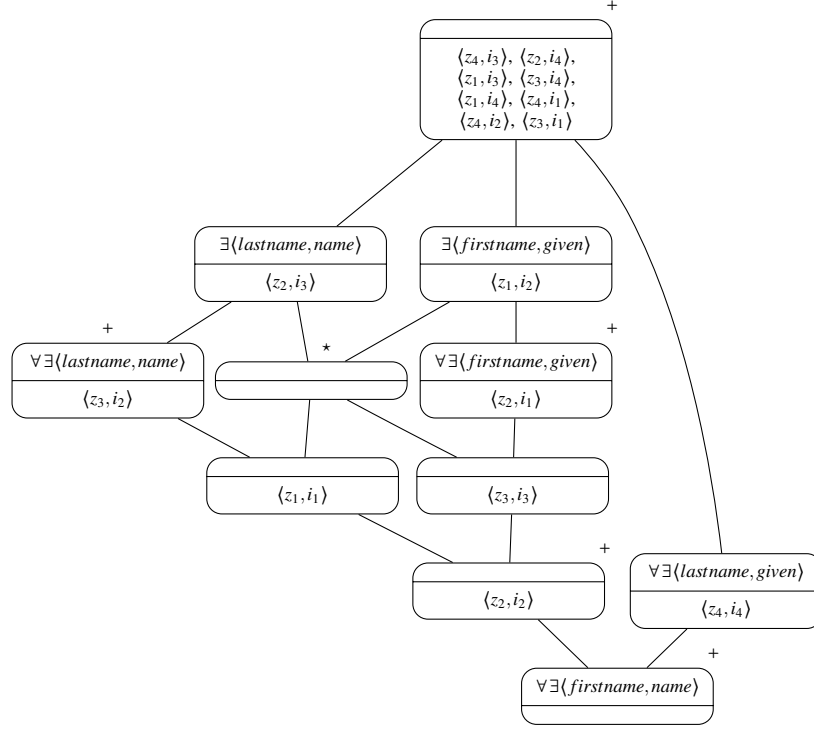 +
⟨z₄,i₃⟩, ⟨z₂,i₄⟩,
⟨z₁,i₃⟩, ⟨z₃,i₄⟩,
⟨z₁,i₄⟩, ⟨z₄,i₁⟩,
⟨z₄,i₂⟩, ⟨z₃,i₁⟩
∃⟨lastname,name⟩
⟨z₂,i₃⟩
∃⟨firstname,given⟩
⟨z₁,i₂⟩
+
∀∃⟨lastname,name⟩
⟨z₃,i₂⟩
⋆
+
∀∃⟨firstname,given⟩
⟨z₂,i₁⟩
⟨z₁,i₁⟩
⟨z₃,i₃⟩
+
⟨z₂,i₂⟩
∀∃⟨lastname,given⟩
⟨z₄,i₄⟩
+
∀∃⟨firstname,name⟩